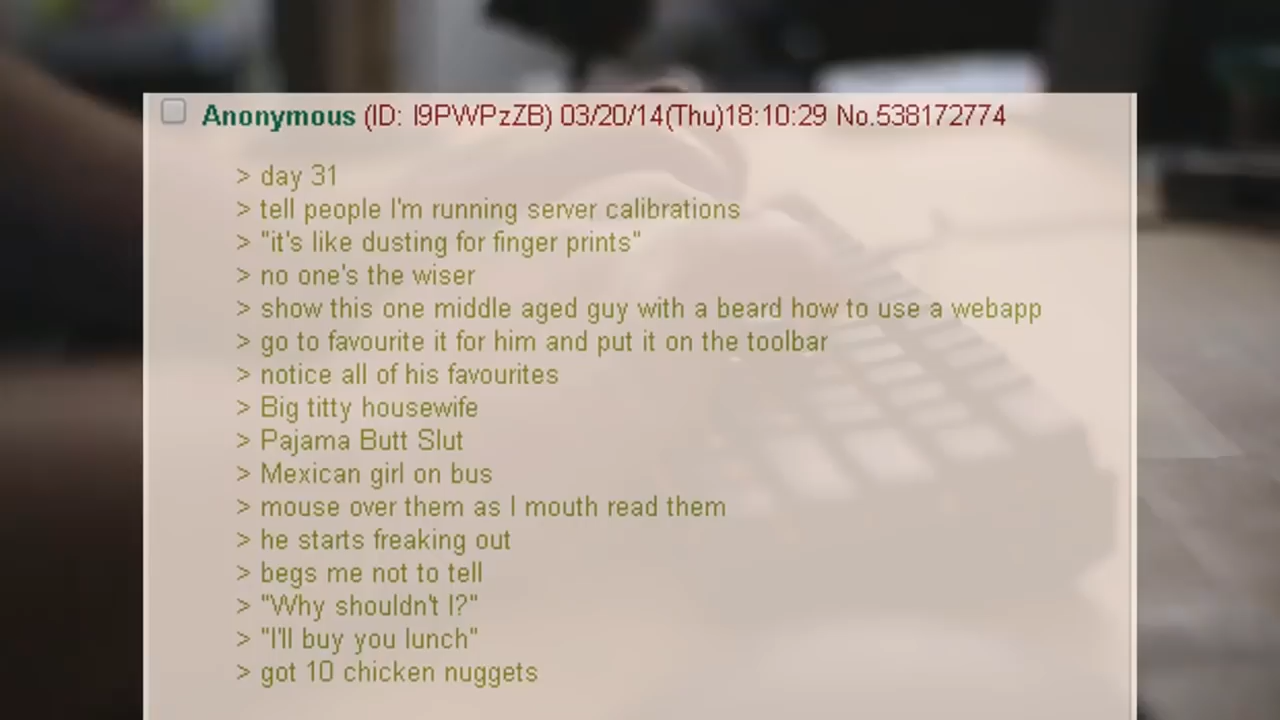 Anonymous (ID: I9PWPzZB) 03/20/14(Thu)18:10:29 No.538172774
> day 31
> tell people I'm running server calibrations
> "it's like dusting for finger prints"
> no one's the wiser
> show this one middle aged guy with a beard how to use a webapp
> go to favourite it for him and put it on the toolbar
> notice all of his favourites
> Big titty housewife
> Pajama Butt Slut
> Mexican girl on bus
> mouse over them as I mouth read them
> he starts freaking out
> begs me not to tell
> "Why shouldn't I?"
> "I'll buy you lunch"
> got 10 chicken nuggets